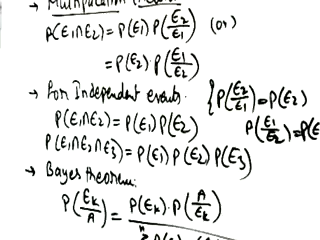 → Multiplication
P(E1∩E2) = P(E1) P(E2/E1) (or)
= P(E2) · P(E1/E2)
→ For Independent events. {P(E2/E1) = P(E2)
P(E1∩E2) = P(E1) P(E2) P(E1/E2) = P(E
P(E1∩E2∩E3) = P(E1) P(E2) P(E3)
→ Bayes theorem:
P(Ek/A) = P(Ek) · P(A/Ek)